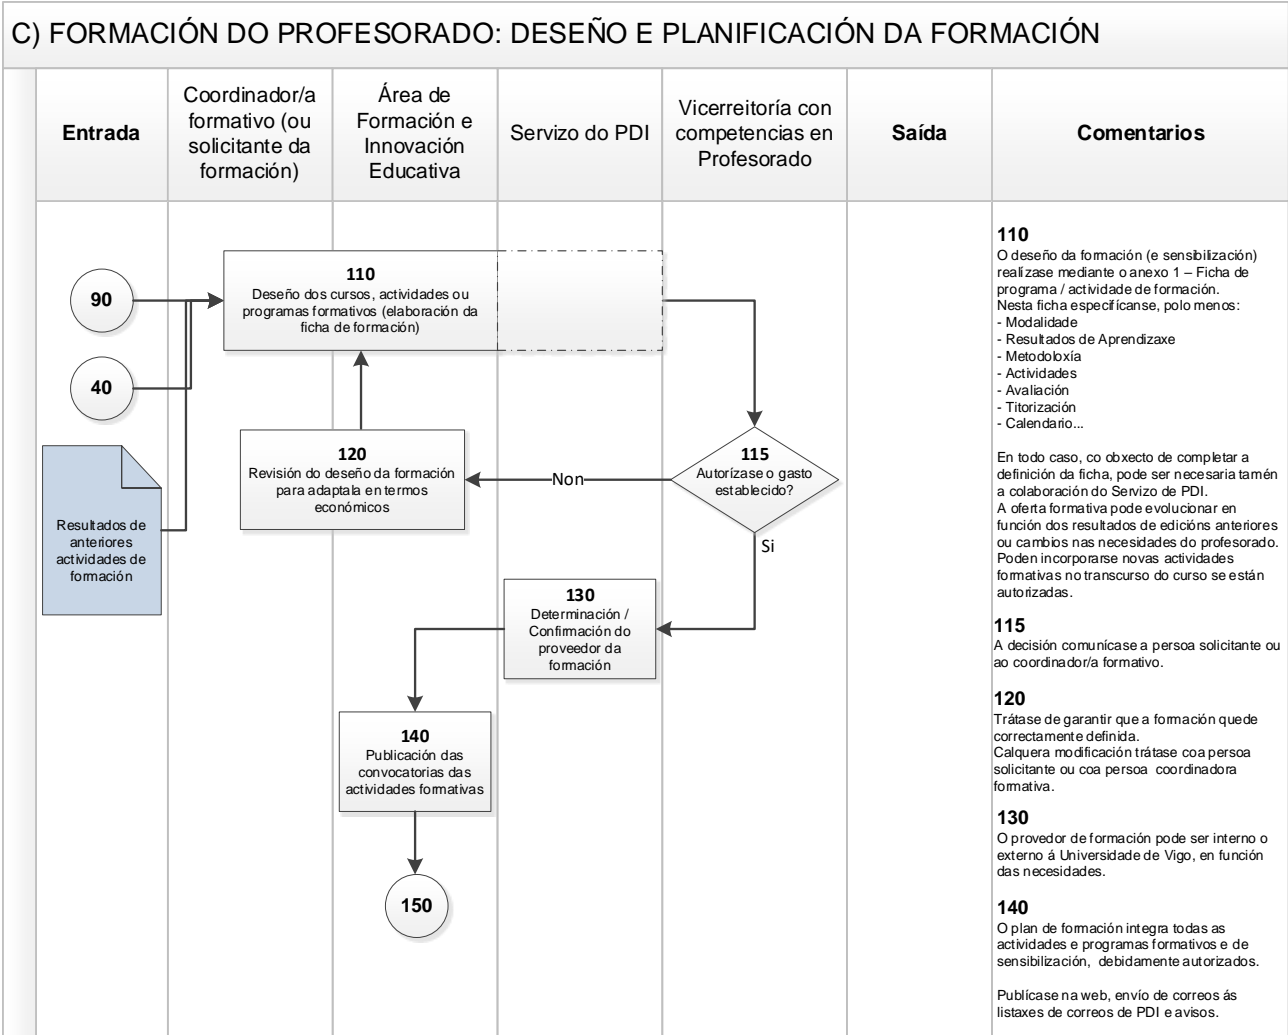 C) FORMACIÓN DO PROFESORADO: DESEÑO E PLANIFICACIÓN DA FORMACIÓN
Entrada
Coordinador/a
formativo (ou
solicitante da
formación)
Área de
Formación e
Innovación
Educativa
Servizo do PDI
Vicerreitoría con
competencias en
Profesorado
Saída
Comentarios
90
40
Resultados de
anteriores
actividades de
formación
110
Deseño dos cursos, actividades ou
programas formativos (elaboración da
ficha de formación)
120
Revisión do deseño da formación
para adaptala en termos
económicos
Non
115
Autorízase o gasto
establecido?
Si
130
Determinación /
Confirmación do
proveedor da
formación
140
Publicación das
convocatorias das
actividades formativas
150
110
O deseño da formación (e sensibilización)
realízase mediante o anexo 1 – Ficha de
programa / actividade de formación.
Nesta ficha especifícanse, polo menos:
- Modalidade
- Resultados de Aprendizaxe
- Metodoloxía
- Actividades
- Avaliación
- Titorización
- Calendario...
En todo caso, co obxecto de completar a
definición da ficha, pode ser necesaria tamén
a colaboración do Servizo de PDI.
A oferta formativa pode evolucionar en
función dos resultados de edicións anteriores
ou cambios nas necesidades do profesorado.
Poden incorporarse novas actividades
formativas no transcurso do curso se están
autorizadas.
115
A decisión comunícase a persoa solicitante ou
ao coordinador/a formativo.
120
Trátase de garantir que a formación quede
correctamente definida.
Calquera modificación trátase coa persoa
solicitante ou coa persoa coordinadora
formativa.
130
O provedor de formación pode ser interno o
externo á Universidade de Vigo, en función
das necesidades.
140
O plan de formación integra todas as
actividades e programas formativos e de
sensibilización, debidamente autorizados.
Publícase na web, envío de correos ás
listaxes de correos de PDI e avisos.